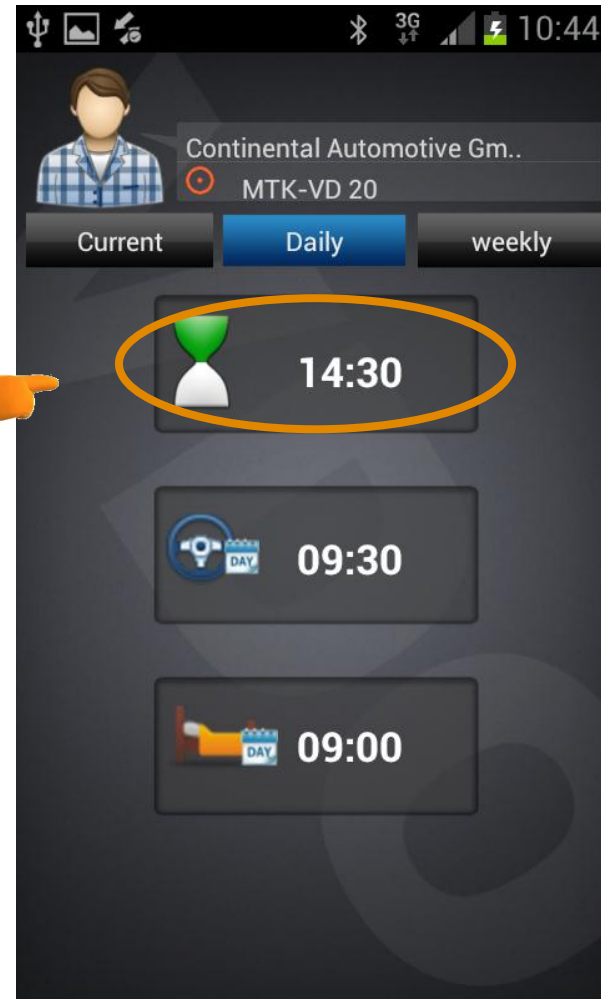 3G 10:44
Continental Automotive Gm..
MTK-VD 20
Current Daily weekly
14:30
DAY 09:30
DAY 09:00